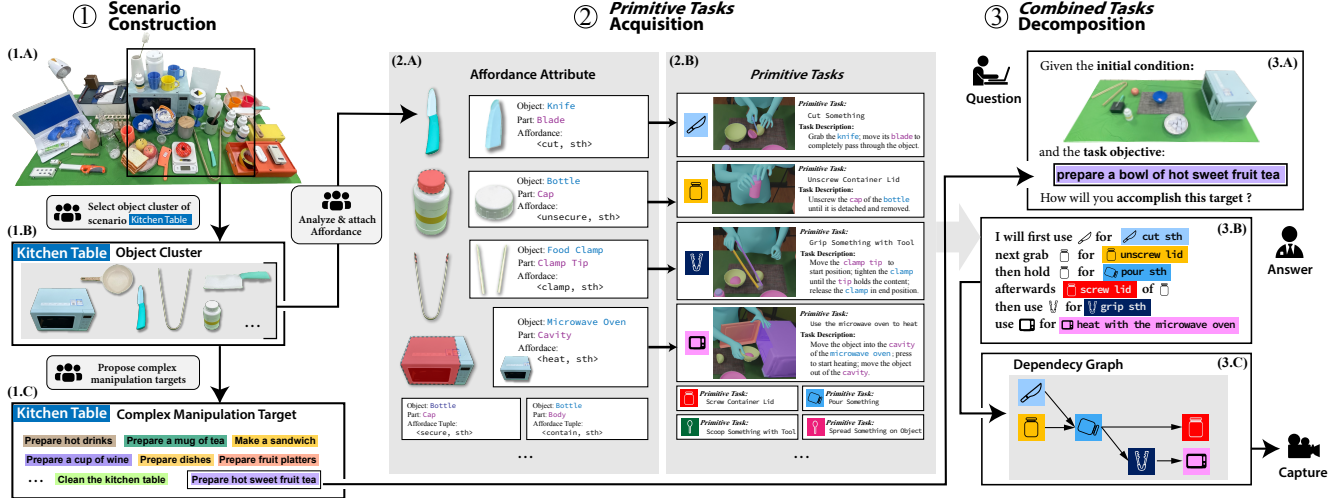 ① Scenario
Construction
② Primitive Tasks
Acquisition
③ Combined Tasks
Decomposition
(1.A)
Select object cluster of
scenario Kitchen Table
(1.B)
Kitchen Table Object Cluster
...
Propose complex
manipulation targets
(1.C)
Kitchen Table Complex Manipulation Target
Prepare hot drinks Prepare a mug of tea Make a sandwich
Prepare a cup of wine Prepare dishes Prepare fruit platters
... Clean the kitchen table Prepare hot sweet fruit tea
Analyze & attach
Affordance
(2.A)
Affordance Attribute
Object: Knife
Part: Blade
Affordance:
<cut, sth>
Object: Bottle
Part: Cap
Affordace:
<unsecure, sth>
Object: Food Clamp
Part: Clamp Tip
Affordace:
<clamp, sth>
Object: Microwave Oven
Part: Cavity
Affordace:
<heat, sth>
Object: Bottle
Part: Cap
Affordace Tuple:
<secure, sth>
Object: Bottle
Part: Body
Affordace Tuple:
<contain, sth>
...
(2.B)
Primitive Tasks
Primitive Task:
Cut Something
Task Description:
Grab the knife; move its blade to
completely pass through the object.
Primitive Task:
Unscrew Container Lid
Task Description:
Unscrew the cap of the bottle
until it is detached and removed.
Primitive Task:
Grip Something with Tool
Task Description:
Move the clamp tip to
start position; tighten the clamp
until the tip holds the content;
release the clamp in end position.
Primitive Task:
Use the microwave oven to heat
Task Description:
Move the object into the cavity
of the microwave oven; press
to start heating; move the object
out of the cavity.
Primitive Task:
Screw Container Lid
Primitive Task:
Pour Something
Primitive Task:
Scoop Something with Tool
Primitive Task:
Spread Something on Object
...
Question
(3.A)
Given the initial condition:
and the task objective:
prepare a bowl of hot sweet fruit tea
How will you accomplish this target ?
(3.B)
I will first use for cut sth
next grab for unscrew lid
then hold for pour sth
afterwards screw lid of
then use for grip sth
use for heat with the microwave oven
Answer
(3.C)
Dependecy Graph
Capture